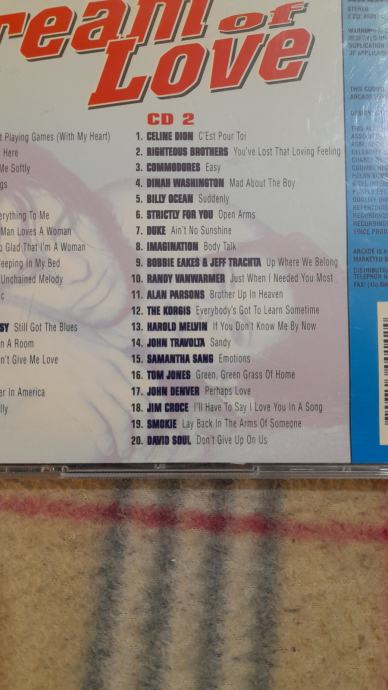 ream of
Love
CD 2
t Playing Games (With My Heart)
Here
Me Softly
gs
erything To Me
Man Loves A Woman
o Glad That I'm A Woman
eeping in My Bed
Unchained Melody
c
SY Still Got The Blues
n A Room
n't Give Me Love
er In America
lly
1. CELINE DION C'Est Pour Toi
2. RIGHTEOUS BROTHERS You've Lost That Loving Feeling
3. COMMODORES Easy
4. DINAH WASHINGTON Mad About The Boy
5. BILLY OCEAN Suddenly
6. STRICTLY FOR YOU Open Arms
7. DUKE Ain't No Sunshine
8. IMAGINATION Body Talk
9. BOBBIE EAKES & JEFF TRACHTA Up Where We Belong
10. RANDY VANWARMER Just When I Needed You Most
11. ALAN PARSONS Brother Up In Heaven
12. THE KORGIS Everybody's Got To Learn Sometime
13. HAROLD MELVIN If You Don't Know Me By Now
14. JOHN TRAVOLTA Sandy
15. SAMANTHA SANG Emotions
16. TOM JONES Green, Green Grass Of Home
17. JOHN DENVER Perhaps Love
18. JIM CROCE I'll Have To Say I Love You In A Song
19. SMOKIE Lay Back In The Arms Of Someone
20. DAVID SOUL Don't Give Up On Us
STEREO